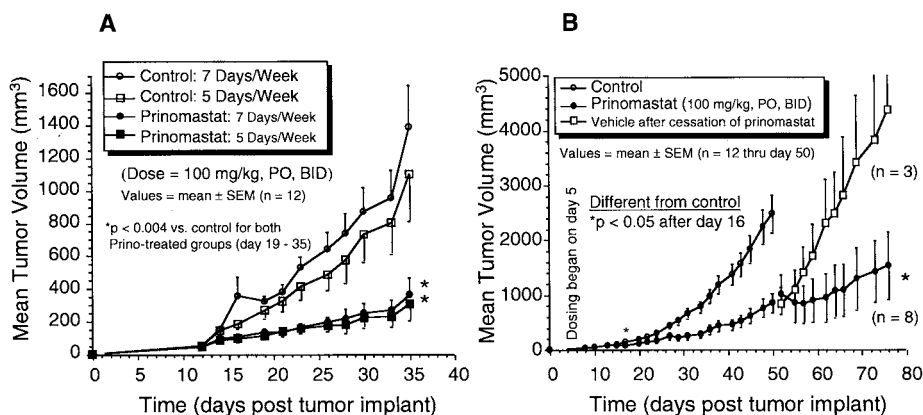 A
Mean Tumor Volume (mm³)
1600
1400
1200
1000
800
600
400
200
0
Control: 7 Days/Week
Control: 5 Days/Week
Prinomastat: 7 Days/Week
Prinomastat: 5 Days/Week
(Dose = 100 mg/kg, PO, BID)
Values = mean ± SEM (n = 12)
*p < 0.004 vs. control for both
Prino-treated groups (day 19 - 35)
*
*
0 5 10 15 20 25 30 35 40
Time (days post tumor implant)
B
Mean Tumor Volume (mm³)
5000
4000
3000
2000
1000
0
Control
Prinomastat (100 mg/kg, PO, BID)
Vehicle after cessation of prinomastat
Values = mean ± SEM (n = 12 thru day 50)
Different from control
*p < 0.05 after day 16
Dosing began on day 5
*
(n = 3)
*
(n = 8)
0 10 20 30 40 50 60 70 80
Time (days post tumor implant)